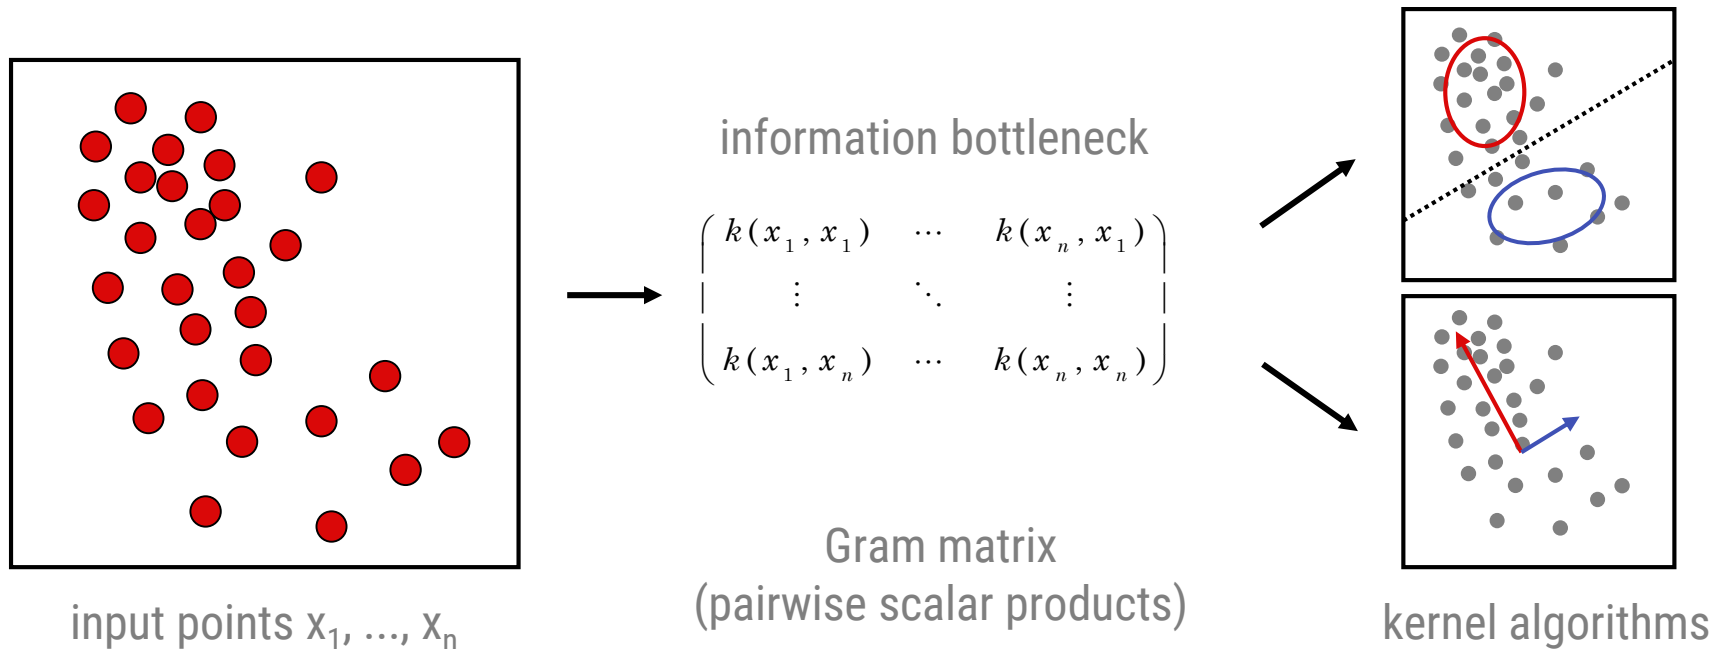 information bottleneck
k(x₁, x₁) ⋯ k(xₙ, x₁)
⋮ ⋱ ⋮
k(x₁, xₙ) ⋯ k(xₙ, xₙ)
Gram matrix
(pairwise scalar products)
input points x₁, ..., xₙ
kernel algorithms